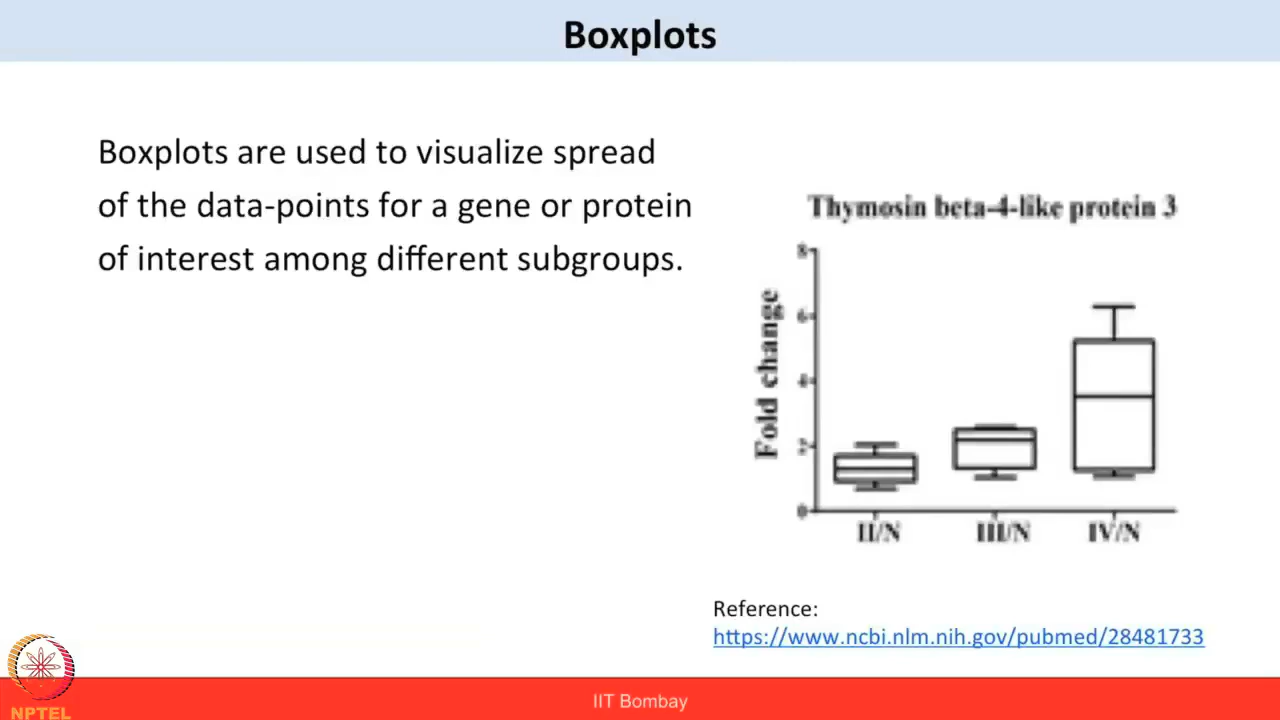 Boxplots
Boxplots are used to visualize spread
of the data-points for a gene or protein
of interest among different subgroups.
Thymosin beta-4-like protein 3
Fold change
8
6
4
2
0
II/N
III/N
IV/N
Reference:
https://www.ncbi.nlm.nih.gov/pubmed/28481733
NPTEL
IIT Bombay